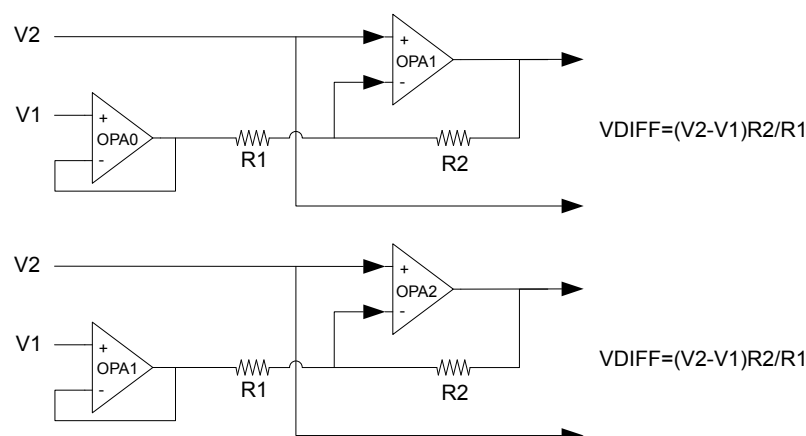 V2
+
OPA1
-
V1
+
OPA0
-
R1
R2
VDIFF=(V2-V1)R2/R1
V2
+
OPA2
-
V1
+
OPA1
-
R1
R2
VDIFF=(V2-V1)R2/R1